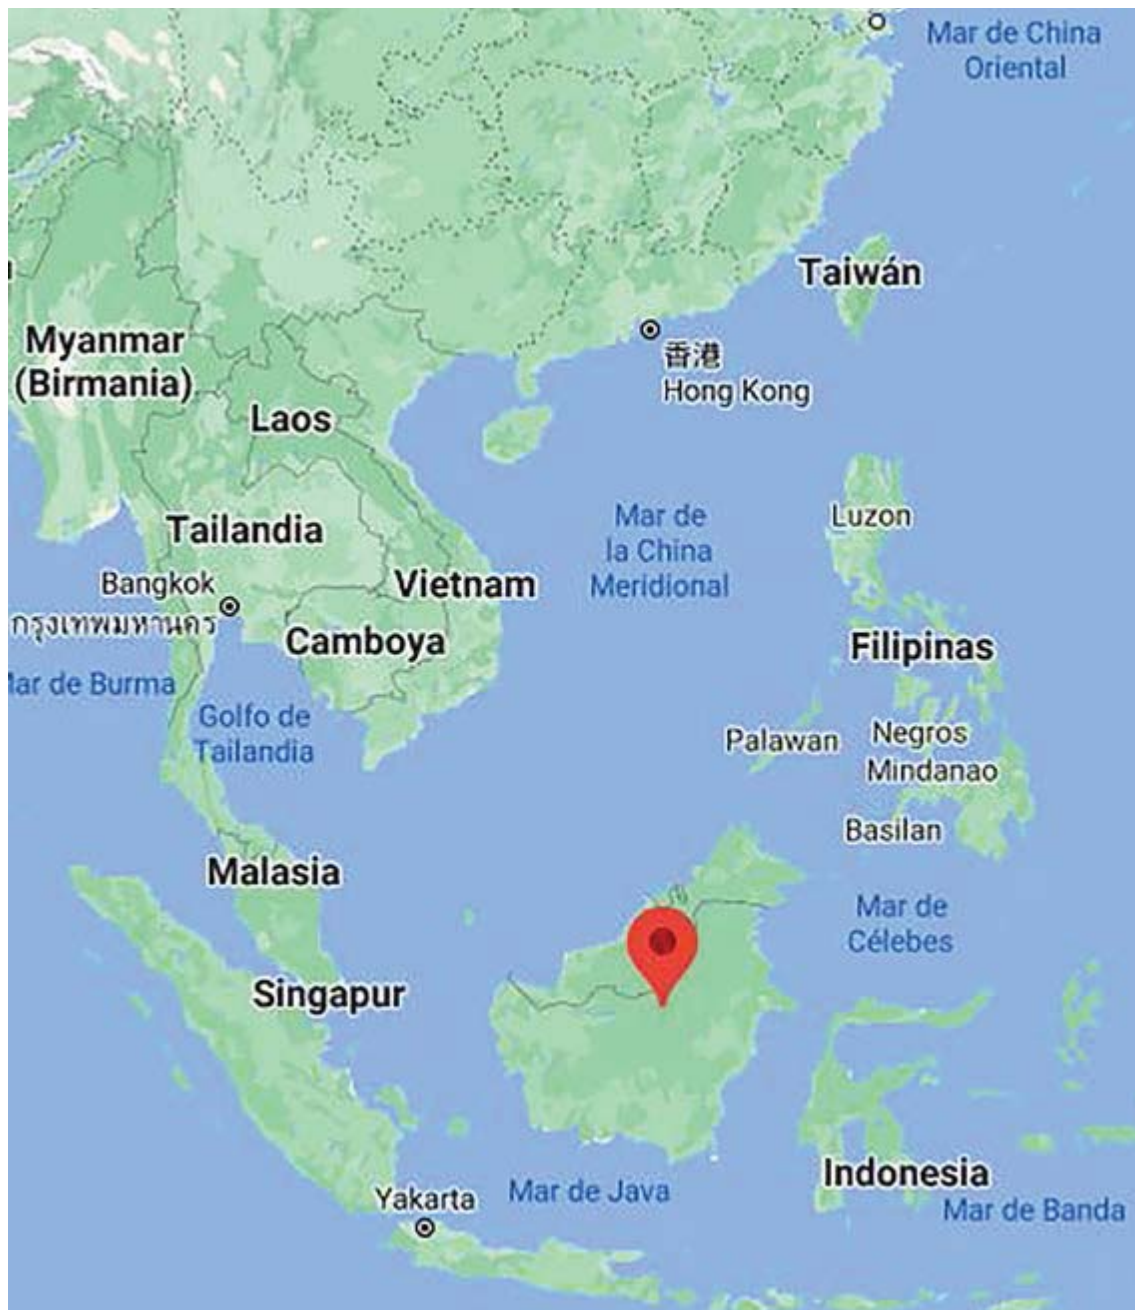 Mar de China
Oriental
Taiwán
Myanmar
(Birmania)
香港
Hong Kong
Laos
Mar de
la China
Meridional
Luzon
Tailandia
Bangkok
กรุงเทพมหานคร
Vietnam
Camboya
Filipinas
Mar de Burma
Golfo de
Tailandia
Palawan
Negros
Mindanao
Basilan
Malasia
Mar de
Célebes
Singapur
Indonesia
Yakarta
Mar de Java
Mar de Banda